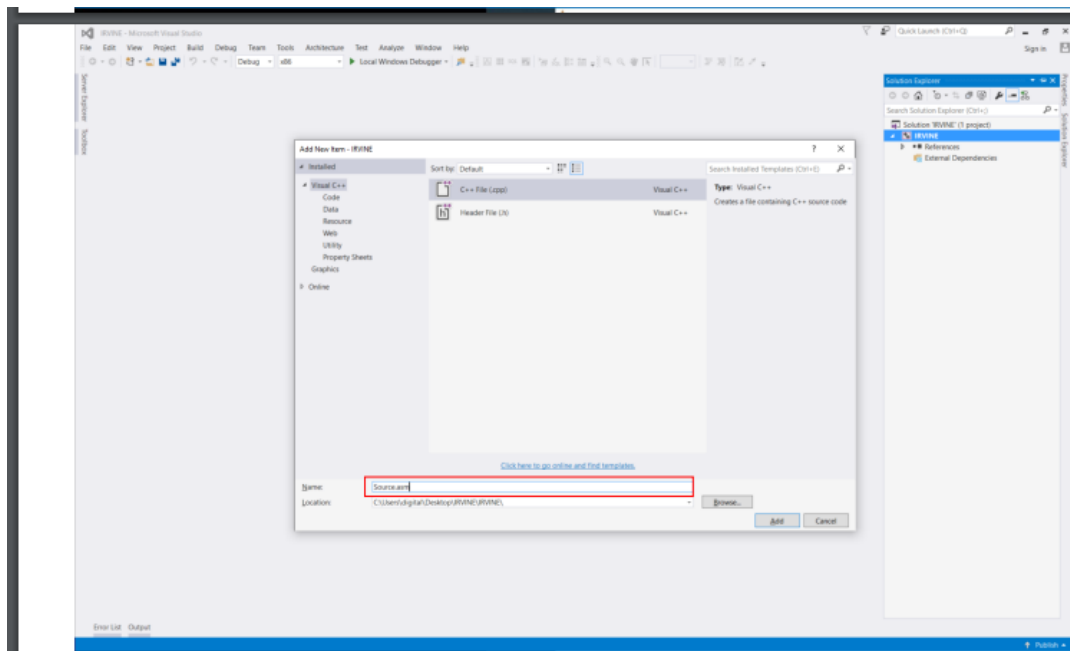 IRVINE - Microsoft Visual Studio
Quick Launch (Ctrl+Q)
File Edit View Project Build Debug Team Tools Architecture Test Analyze Window Help
Sign in
Debug x86 Local Windows Debugger
Server Explorer
Toolbox
Solution Explorer
Search Solution Explorer (Ctrl+;)
Solution 'IRVINE' (1 project)
IRVINE
References
External Dependencies
Properties
Solution Explorer
Add New Item - IRVINE
? X
Installed
Sort by: Default
Search Installed Templates (Ctrl+E)
Visual C++
Code
Data
Resource
Web
Utility
Property Sheets
Graphics
Online
C++ File (.cpp) Visual C++
Header File (.h) Visual C++
Type: Visual C++
Creates a file containing C++ source code
Click here to go online and find templates.
Name: Source.asm
Location: C:\Users\digital\Desktop\IRVINE\IRVINE\
Browse...
Add Cancel
Error List Output
Publish